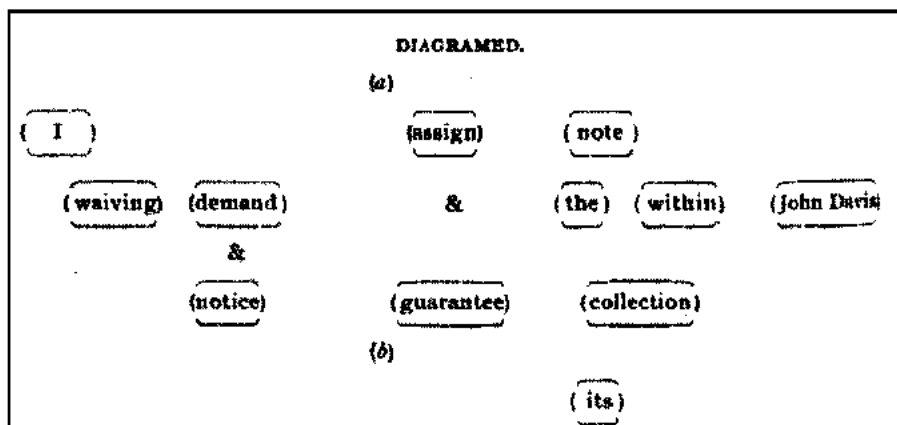 DIAGRAMED.
(a)
( I ) (assign) ( note )
( waiving) (demand) & (the) ( within) (John Davis
&
(notice) ( guarantee) (collection)
(b)
( its )